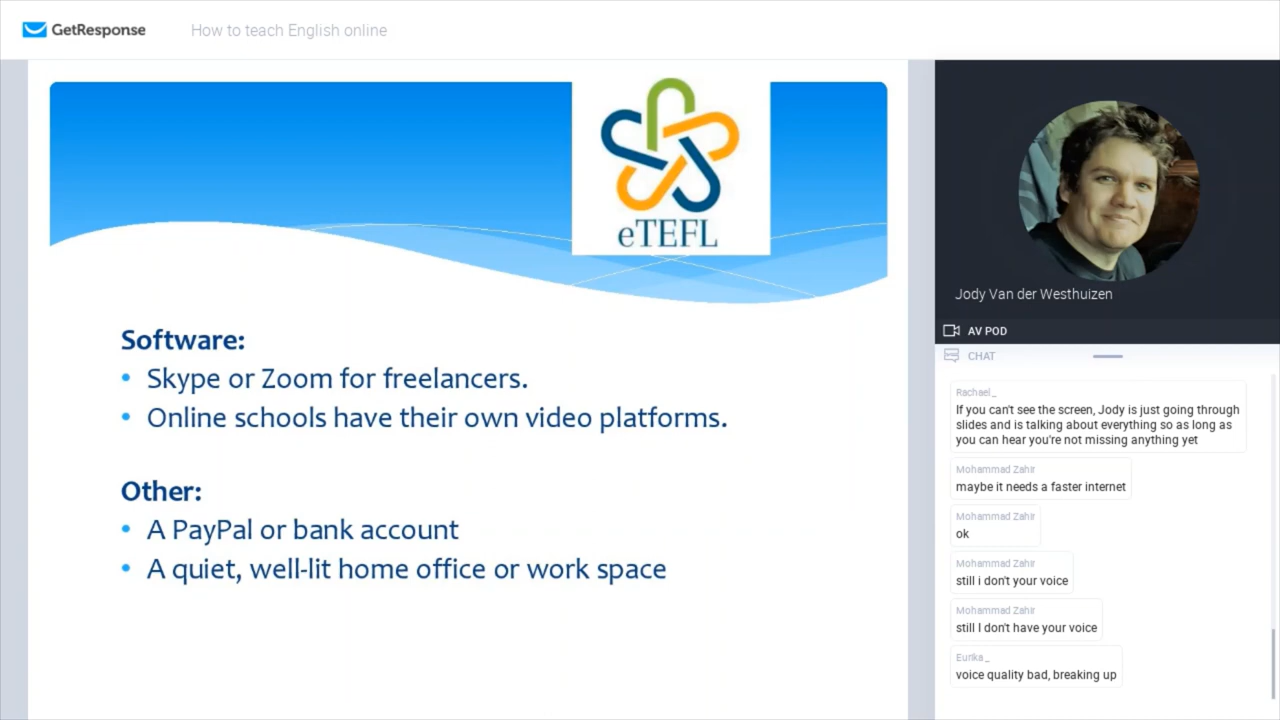 GetResponse
How to teach English online
eTEFL
Software:
• Skype or Zoom for freelancers.
• Online schools have their own video platforms.
Other:
• A PayPal or bank account
• A quiet, well-lit home office or work space
Jody Van der Westhuizen
AV POD
CHAT
Rachael_
If you can't see the screen, Jody is just going through
slides and is talking about everything so as long as
you can hear you're not missing anything yet
Mohammad Zahir
maybe it needs a faster internet
Mohammad Zahir
ok
Mohammad Zahir
still i don't your voice
Mohammad Zahir
still I don't have your voice
Eurika_
voice quality bad, breaking up